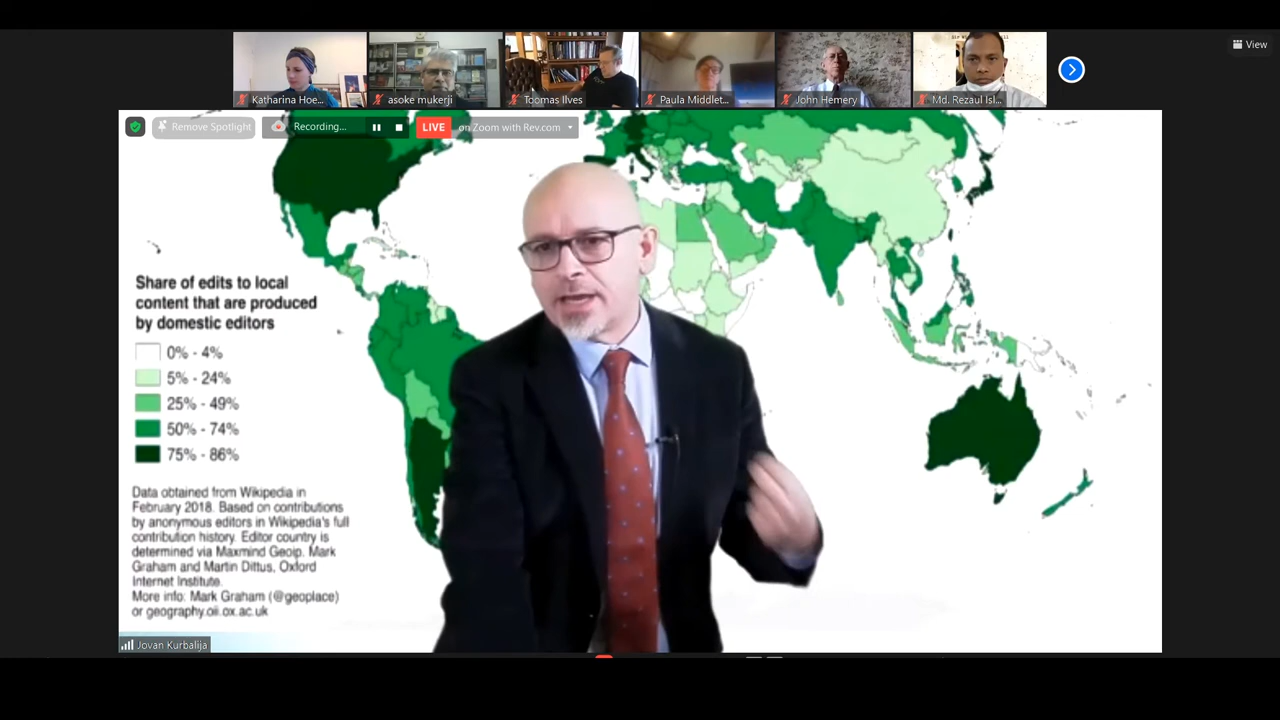 Katharina Hoe...
asoke mukerji
Toomas Ilves
Paula Middlet...
John Hemery
Md. Rezaul Isl...
View
Remove Spotlight
Recording...
LIVE
on Zoom with Rev.com
Share of edits to local
content that are produced
by domestic editors
0% - 4%
5% - 24%
25% - 49%
50% - 74%
75% - 86%
Data obtained from Wikipedia in
February 2018. Based on contributions
by anonymous editors in Wikipedia's full
contribution history. Editor country is
determined via Maxmind Geoip. Mark
Graham and Martin Dittus, Oxford
Internet Institute.
More info: Mark Graham (@geoplace)
or geography.oii.ox.ac.uk
Jovan Kurbalija